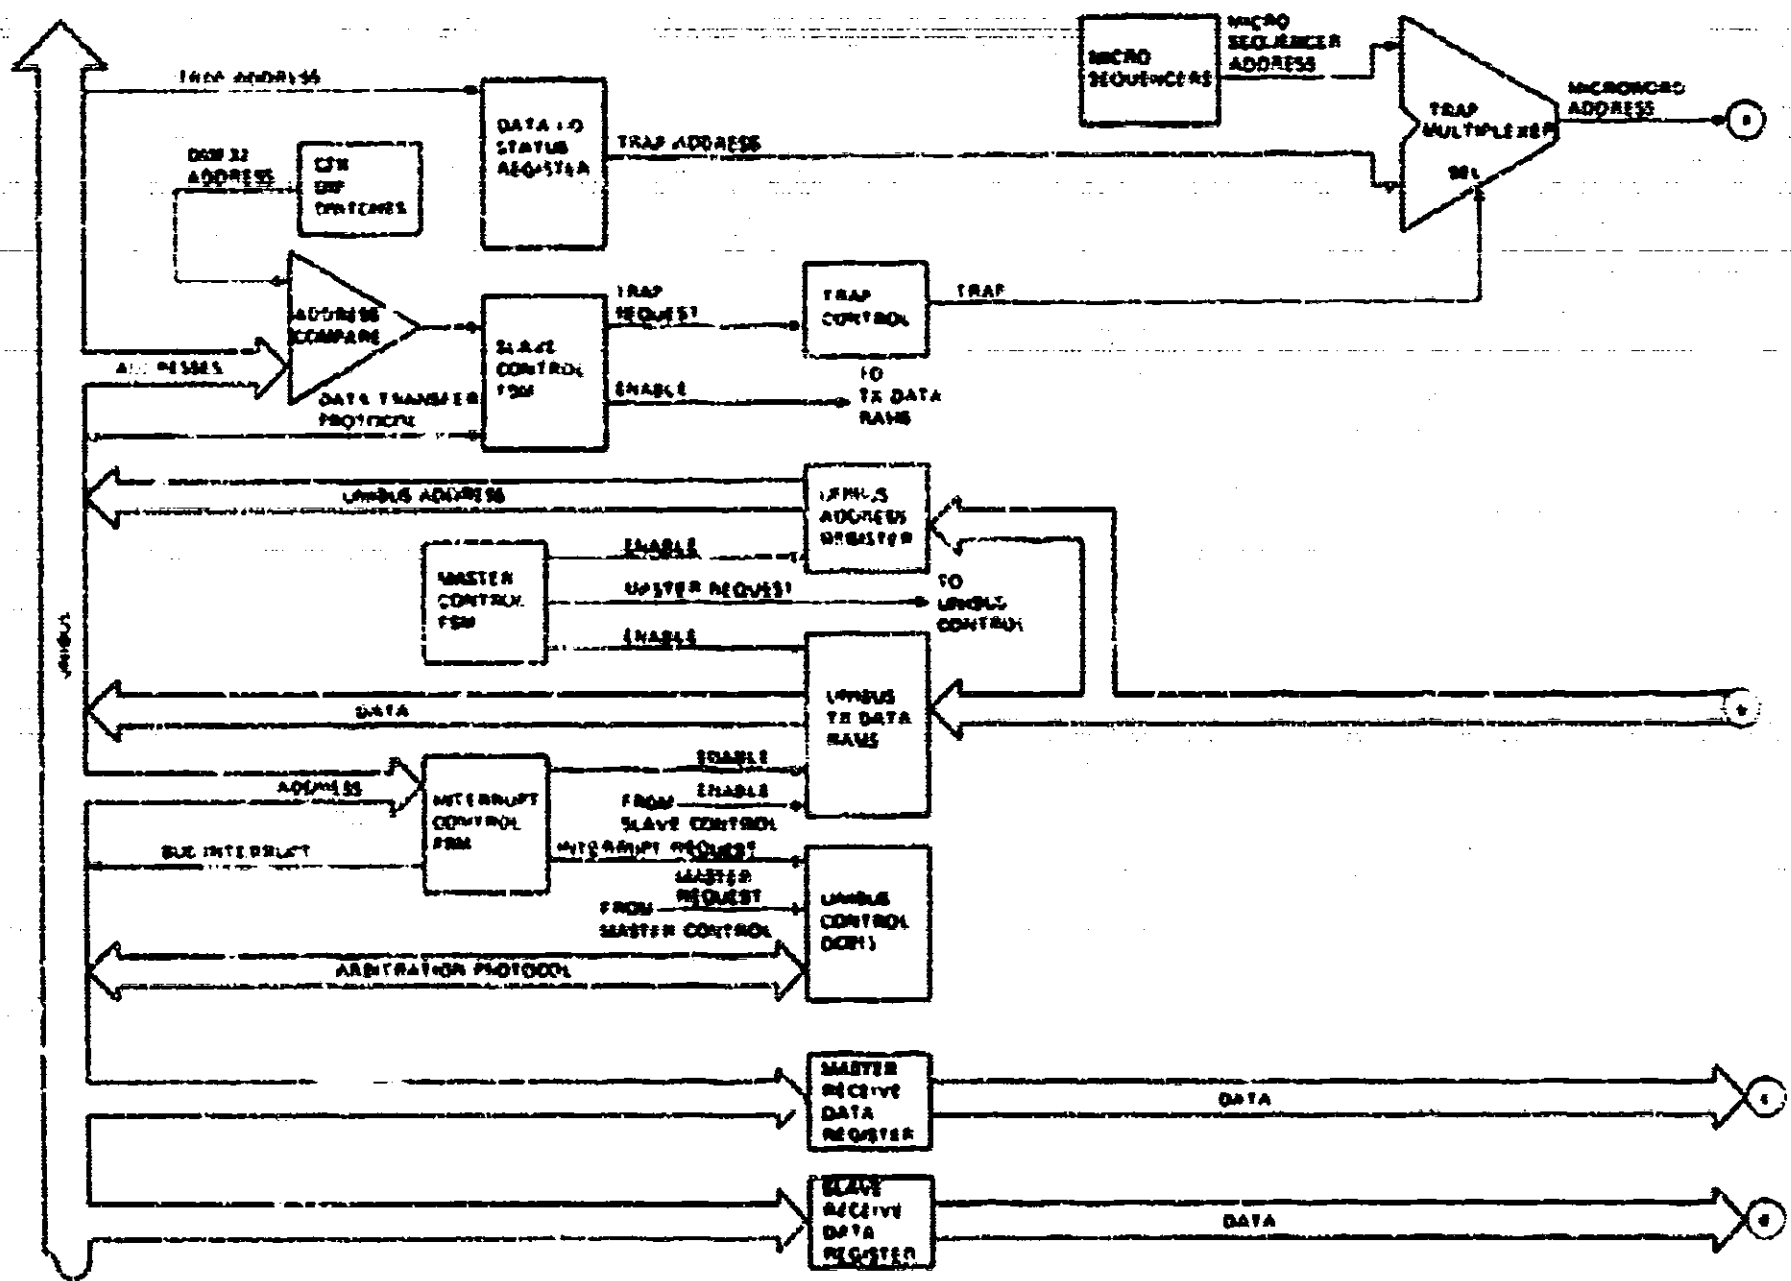 MICRO
SEQUENCERS
MICRO
SEQUENCER
ADDRESS
TRAP
MULTIPLEXER
SEL
MICROWORD
ADDRESS
TRAP ADDRESS
STATUS
REGISTER
TRAP ADDRESS
ADDRESS
SWITCHES
ADDRESS
COMPARE
ADDRESSES
DATA TRANSFER
PROTOCOL
SLAVE
CONTROL
FSM
TRAP
REQUEST
ENABLE
TRAP
CONTROL
TRAP
TO
TX DATA
RAMS
UNIBUS ADDRESS
UNIBUS
ADDRESS
REGISTER
MASTER
CONTROL
FSM
ENABLE
MASTER REQUEST
TO
UNIBUS
CONTROL
ENABLE
UNIBUS
DATA
UNIBUS
TX DATA
RAMS
ADDRESS
INTERRUPT
CONTROL
FSM
ENABLE
ENABLE
FROM
SLAVE CONTROL
BUS INTERRUPT
INTERRUPT REQUEST
MASTER
REQUEST
FROM
MASTER CONTROL
UNIBUS
CONTROL
ARBITRATION PROTOCOL
MASTER
RECEIVE
DATA
REGISTER
DATA
SLAVE
RECEIVE
DATA
REGISTER
DATA
d